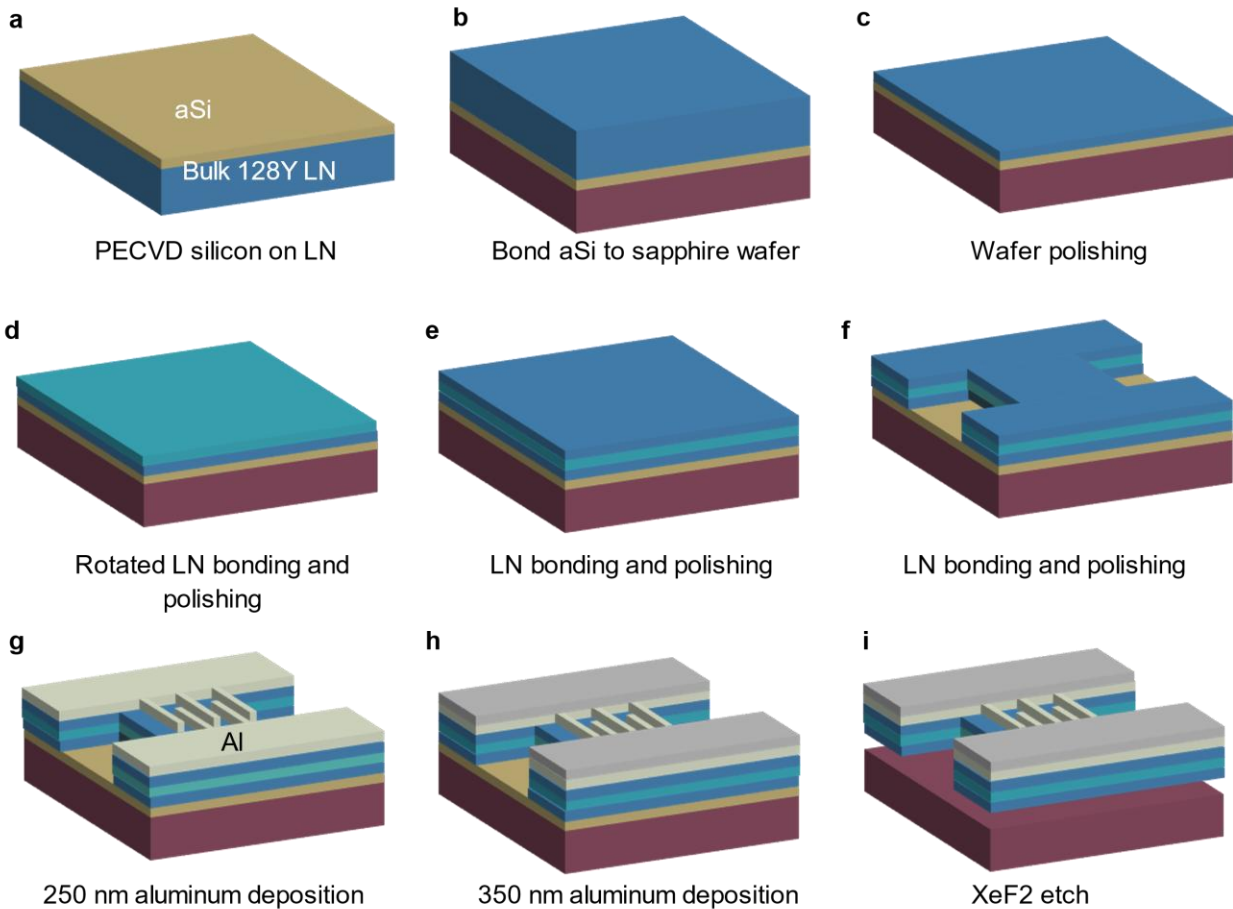 a
aSi
Bulk 128Y LN
PECVD silicon on LN
b
Bond aSi to sapphire wafer
c
Wafer polishing
d
Rotated LN bonding and
polishing
e
LN bonding and polishing
f
LN bonding and polishing
g
Al
250 nm aluminum deposition
h
350 nm aluminum deposition
i
XeF2 etch